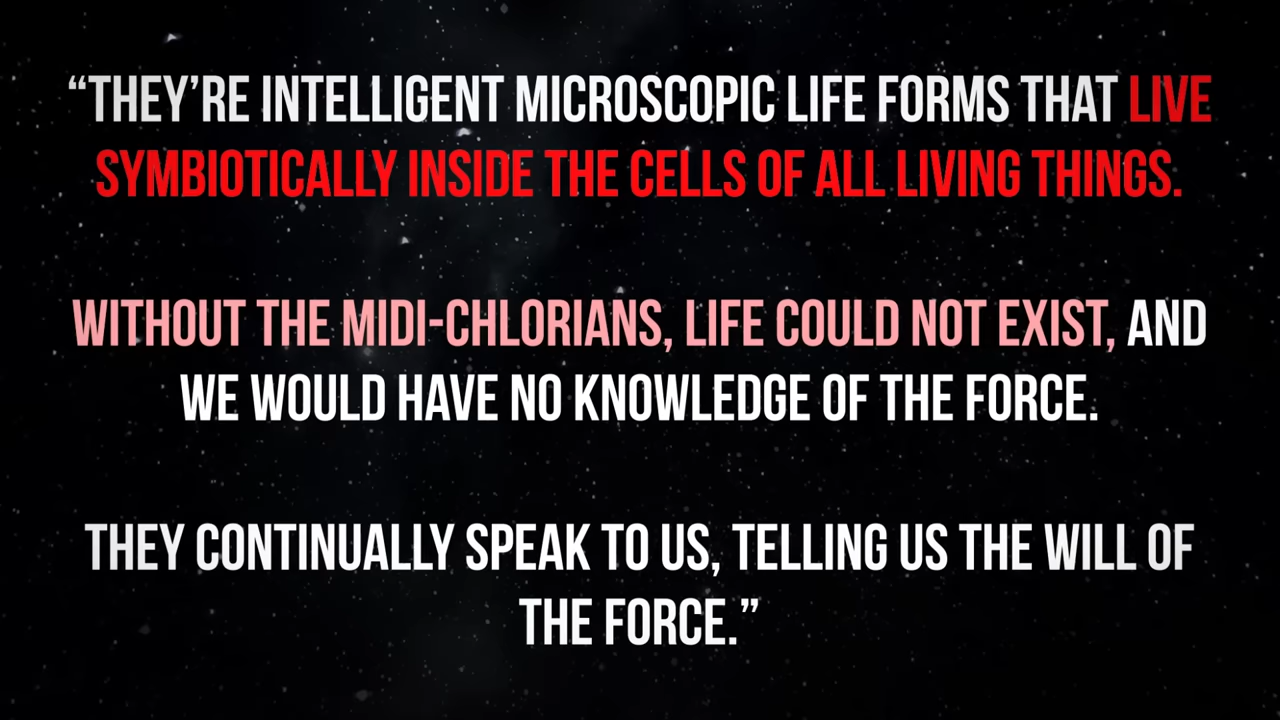 “THEY’RE INTELLIGENT MICROSCOPIC LIFE FORMS THAT LIVE
SYMBIOTICALLY INSIDE THE CELLS OF ALL LIVING THINGS.
WITHOUT THE MIDI-CHLORIANS, LIFE COULD NOT EXIST, AND
WE WOULD HAVE NO KNOWLEDGE OF THE FORCE.
THEY CONTINUALLY SPEAK TO US, TELLING US THE WILL OF
THE FORCE.”